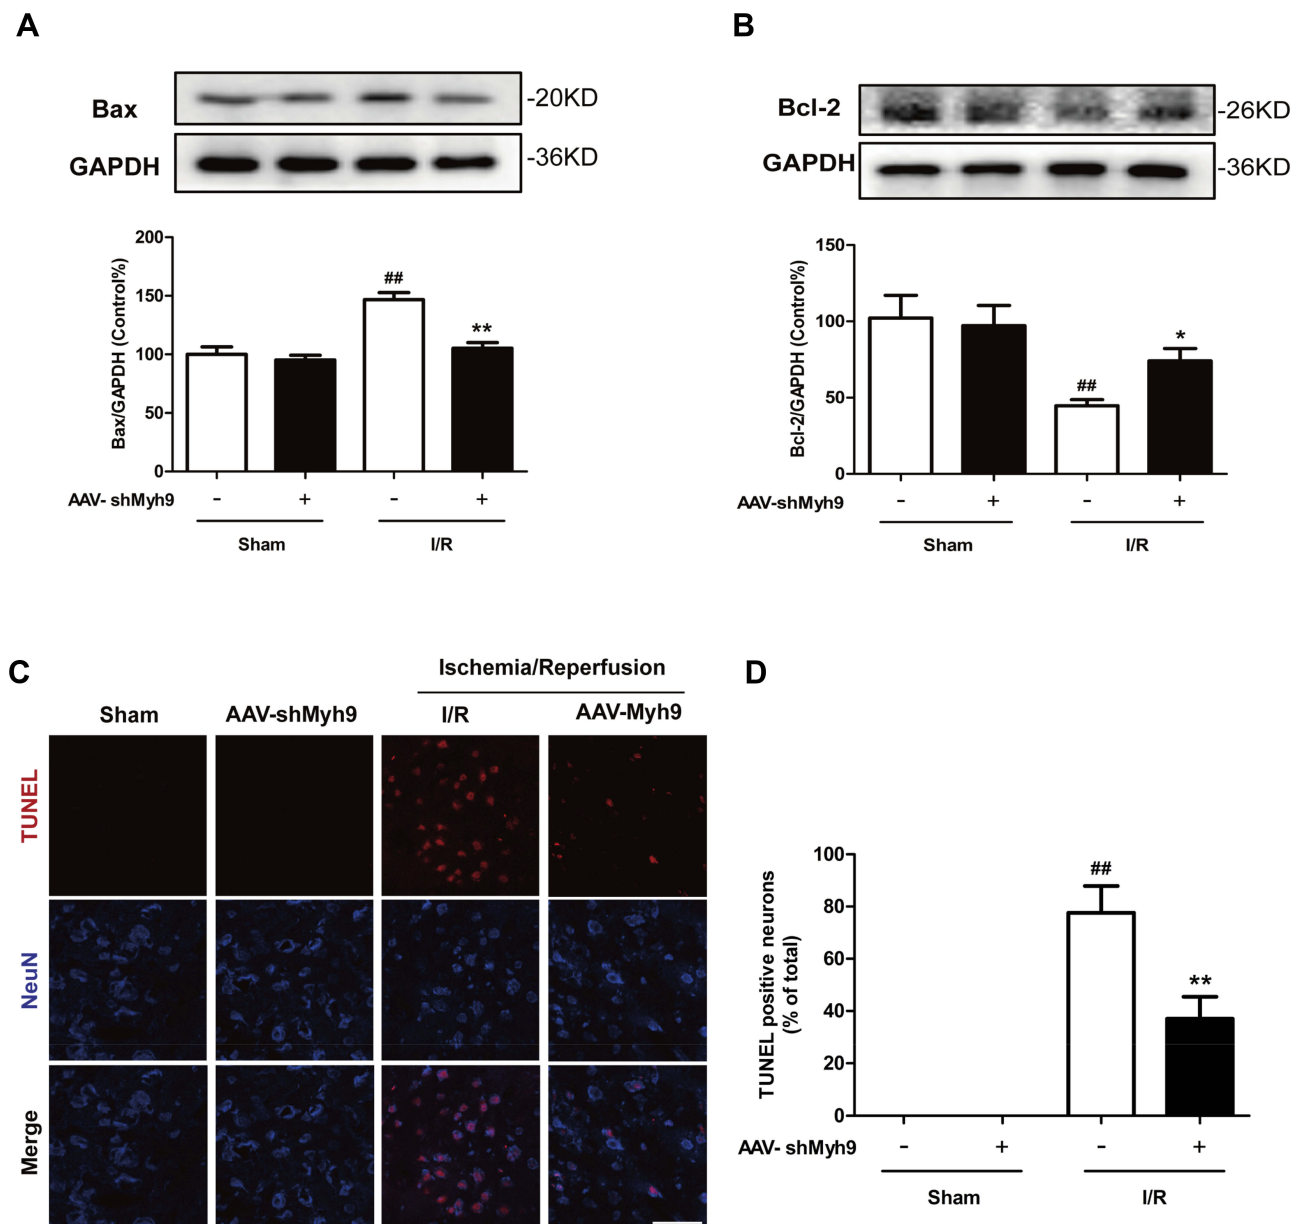 A
Bax
-20KD
GAPDH
-36KD
Bax/GAPDH (Control%)
200
150
100
50
0
##
**
AAV- shMyh9 - + - +
Sham I/R
B
Bcl-2
-26KD
GAPDH
-36KD
Bcl-2/GAPDH (Control%)
150
100
50
0
##
*
AAV-shMyh9 - + - +
Sham I/R
C
Ischemia/Reperfusion
Sham AAV-shMyh9 I/R AAV-Myh9
TUNEL
NeuN
Merge
D
TUNEL positive neurons
(% of total)
100
80
60
40
20
0
##
**
AAV- shMyh9 - + - +
Sham I/R